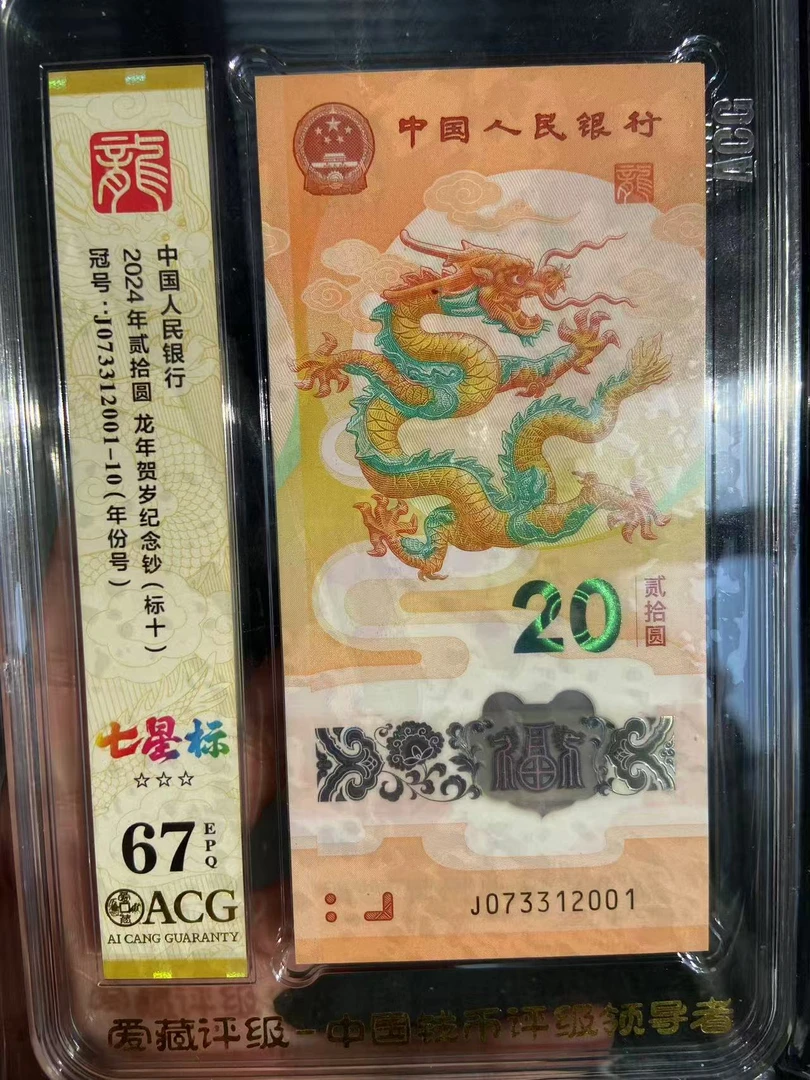 龍
中国人民银行
2024年贰拾圆 龙年贺岁纪念钞(标十)
冠号:J073312001-10(年份号)
七星标
☆☆☆
67 EPQ
ACG
AI CANG GUARANTY
中国人民银行
龍
20 贰拾圆
J073312001
ACG
爱藏评级-中国钱币评级领导者